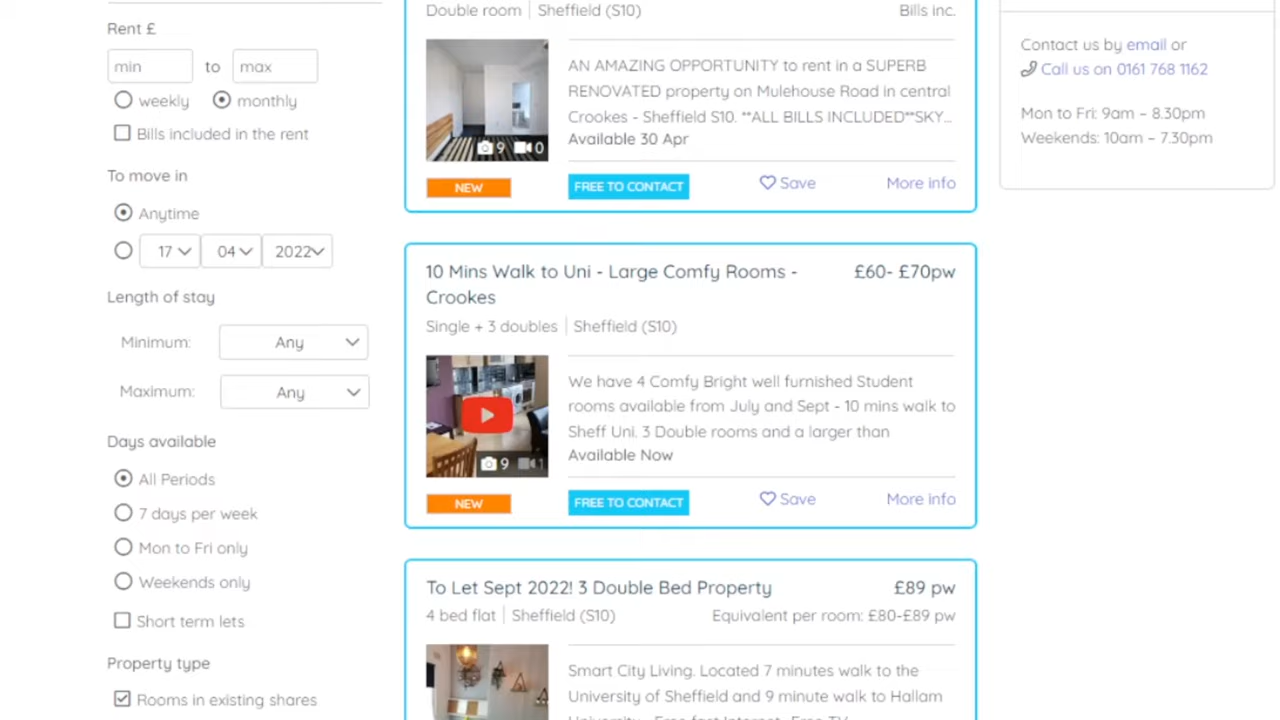 Rent £
min to max
weekly monthly
Bills included in the rent
To move in
Anytime
17 04 2022
Length of stay
Minimum: Any
Maximum: Any
Days available
All Periods
7 days per week
Mon to Fri only
Weekends only
Short term lets
Property type
Rooms in existing shares
Double room Sheffield (S10) Bills inc.
AN AMAZING OPPORTUNITY to rent in a SUPERB
RENOVATED property on Mulehouse Road in central
Crookes - Sheffield S10. **ALL BILLS INCLUDED**SKY...
Available 30 Apr
9 0
NEW FREE TO CONTACT Save More info
10 Mins Walk to Uni - Large Comfy Rooms - £60- £70pw
Crookes
Single + 3 doubles Sheffield (S10)
We have 4 Comfy Bright well furnished Student
rooms available from July and Sept - 10 mins walk to
Sheff Uni. 3 Double rooms and a larger than
Available Now
9 1
NEW FREE TO CONTACT Save More info
To Let Sept 2022! 3 Double Bed Property £89 pw
4 bed flat Sheffield (S10) Equivalent per room: £80-£89 pw
Smart City Living. Located 7 minutes walk to the
University of Sheffield and 9 minute walk to Hallam
University - Free fast Internet - Free TV
Contact us by email or
Call us on 0161 768 1162
Mon to Fri: 9am – 8.30pm
Weekends: 10am – 7.30pm